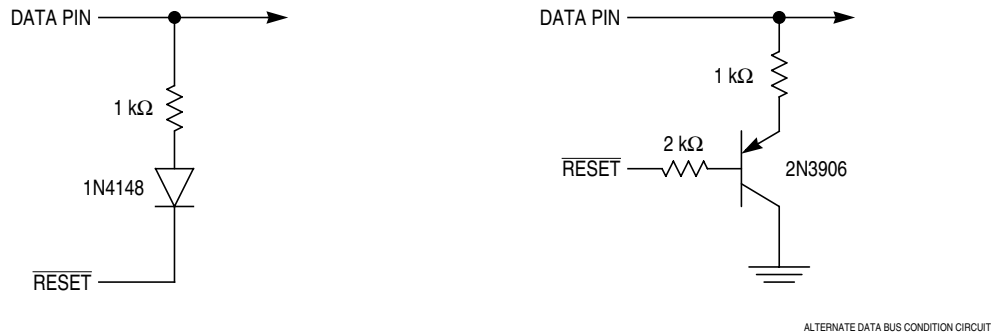 DATA PIN
1 kΩ
1N4148
RESET
DATA PIN
1 kΩ
2 kΩ
RESET
2N3906
ALTERNATE DATA BUS CONDITION CIRCUIT